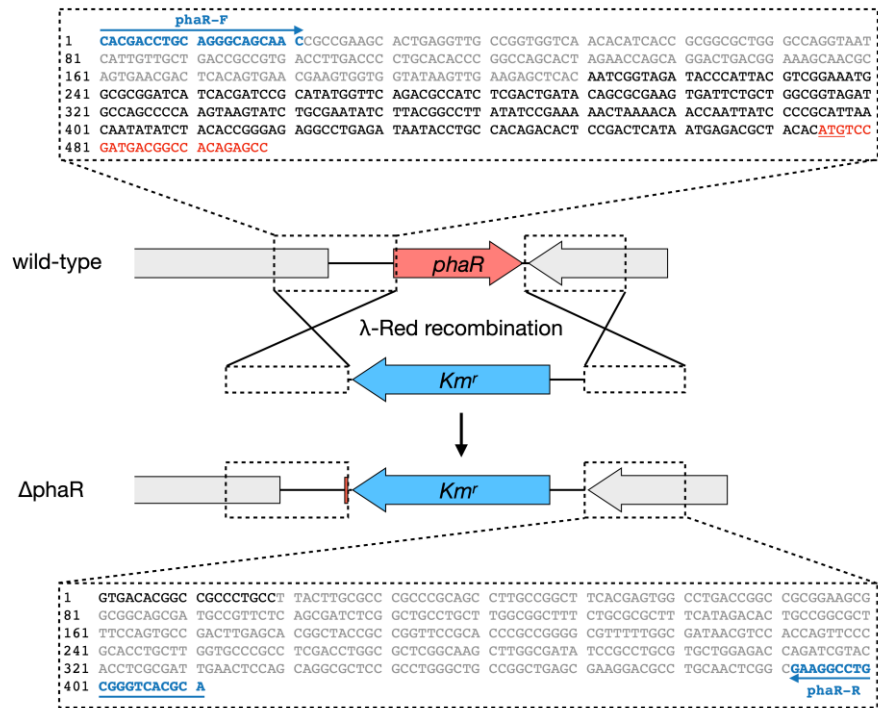 phaR-F
1 CACGACCTGC AGGGCAGCAA CCGCCGAAGC ACTGAGGTTG CCGGTGGTCA ACACATCACC GCGGCGCTGG GCCAGGTAAT
81 CATTGTTGCT GACCGCCGTG ACCTTGACCC CTGCACACCC GGCCAGCACT AGAACCAGCA GGACTGACGG AAAGCAACGC
161 AGTGAACGAC TCACAGTGAA CGAAGTGGTG GTATAAGTTG AAGAGCTCAC AATCGGTAGA TACCCATTAC GTCGGAAATG
241 GCGCGGATCA TCACGATCCG CATATGGTTC AGACGCCATC TCGACTGATA CAGCGCGAAG TGATTCTGCT GGCGGTAGAT
321 GCCAGCCCCA AGTAAGTATC TGCGAATATC TTACGGCCTT ATATCCGAAA AACTAAAACA ACCAATTATC CCCGCATTAA
401 CAATATATCT ACACCGGGAG AGGCCTGAGA TAATACCTGC CACAGACACT CCGACTCATA ATGAGACGCT ACACATGTCC
481 GATGACGGCC ACAGAGCC
wild-type
phaR
λ-Red recombination
Kmʳ
ΔphaR
Kmʳ
1 GTGACACGGC CGCCCTGCCT TACTTGCGCC CGCCCGCAGC CTTGCCGGCT TCACGAGTGG CCTGACCGGC CGCGGAAGCG
81 GCGGCAGCGA TGCCGTTCTC AGCGATCTCG GCTGCCTGCT TGGCGGCTTT CTGCGCGCTT TCATAGACAC TGCCGGCGCT
161 TTCCAGTGCC GACTTGAGCA CGGCTACCGC CGGTTCCGCA CCCGCCGGGG CGTTTTTGGC GATAACGTCC ACCAGTTCCC
241 GCACCTGCTT GGTGCCCGCC TCGACCTGGC GCTCGGCAAG CTTGGCGATA TCCGCCTGCG TGCTGGAGAC CAGATCGTAC
321 ACCTCGCGAT TGAACTCCAG CAGGCGCTCC GCCTGGGCTG CCGGCTGAGC GAAGGACGCC TGCAACTCGG CGAAGGCCTG
401 CGGGTCACGC A
phaR-R